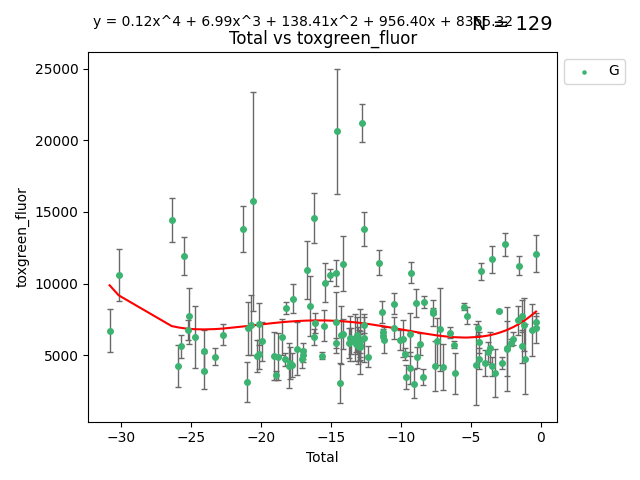 y = 0.12x^4 + 6.99x^3 + 138.41x^2 + 956.40x + 8365.32
N = 129
Total vs toxgreen_fluor
G
25000
20000
15000
10000
5000
toxgreen_fluor
−30 −25 −20 −15 −10 −5 0
Total